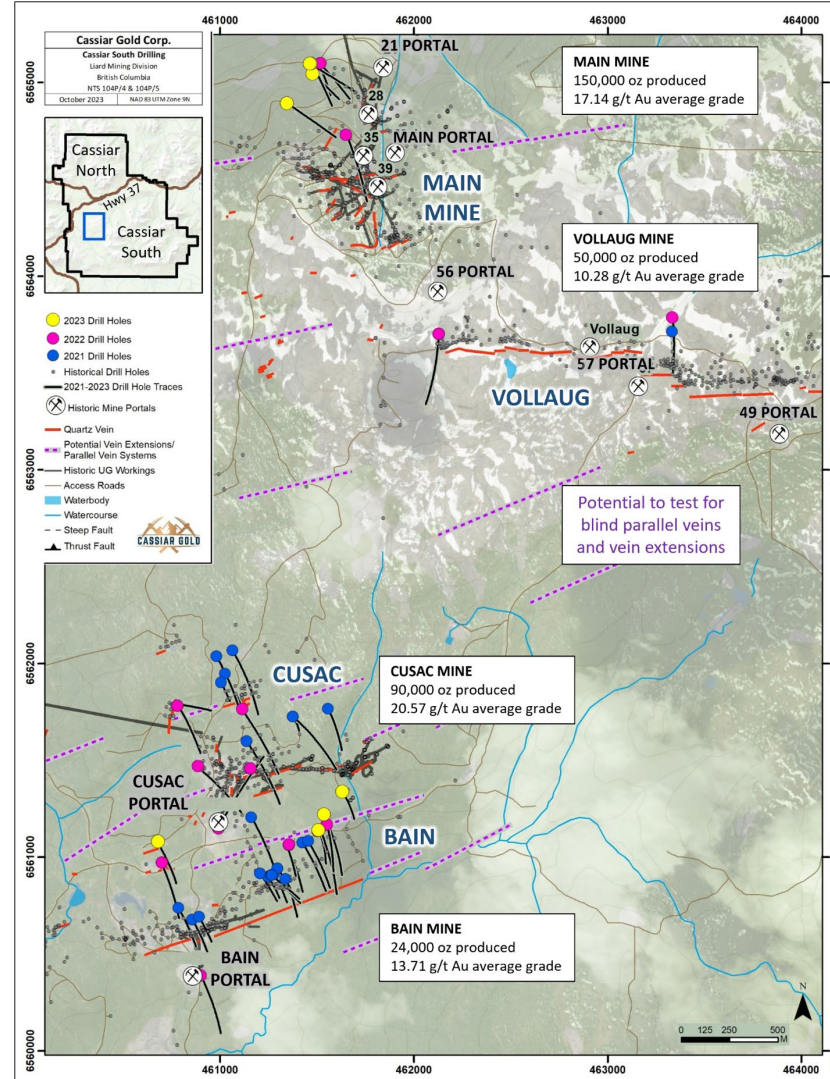 461000 462000 463000 464000
Cassiar Gold Corp.
Cassiar South Drilling
Liard Mining Division
British Columbia
NTS 104P/4 & 104P/5
October 2023 NAD 83 UTM Zone 9N
Cassiar
North
Hwy 37
Cassiar
South
2023 Drill Holes
2022 Drill Holes
2021 Drill Holes
Historical Drill Holes
2021-2023 Drill Hole Traces
Historic Mine Portals
Quartz Vein
Potential Vein Extensions/
Parallel Vein Systems
Historic UG Workings
Access Roads
Waterbody
Watercourse
Steep Fault
Thrust Fault
CASSIAR GOLD
6565000
6564000
6563000
6562000
6561000
6560000
21 PORTAL
28
35
MAIN PORTAL
39
MAIN
MINE
MAIN MINE
150,000 oz produced
17.14 g/t Au average grade
56 PORTAL
VOLLAUG MINE
50,000 oz produced
10.28 g/t Au average grade
Vollaug
57 PORTAL
VOLLAUG
49 PORTAL
Potential to test for
blind parallel veins
and vein extensions
CUSAC
CUSAC MINE
90,000 oz produced
20.57 g/t Au average grade
CUSAC
PORTAL
BAIN
BAIN MINE
24,000 oz produced
13.71 g/t Au average grade
BAIN
PORTAL
N
0 125 250 500
M
461000 462000 463000 464000